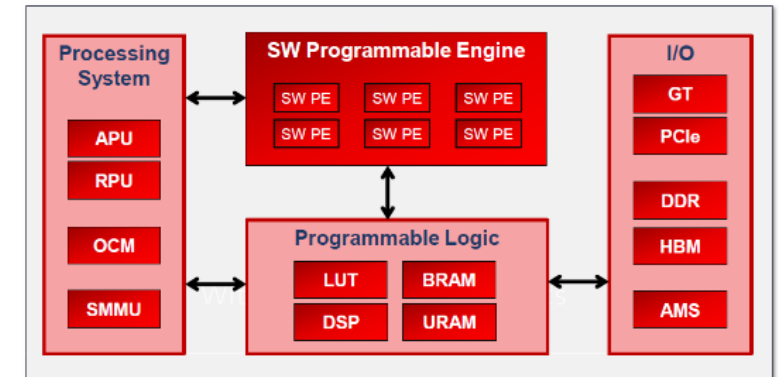 Processing
System
APU
RPU
OCM
SMMU
SW Programmable Engine
SW PE SW PE SW PE
SW PE SW PE SW PE
Programmable Logic
LUT BRAM
DSP URAM
I/O
GT
PCIe
DDR
HBM
AMS